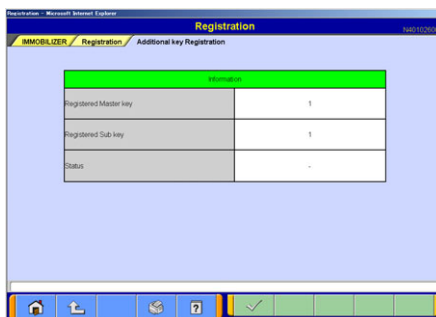 Registration - Microsoft Internet Explorer
Registration
IMMOBILIZER Registration Additional key Registration
Information
Registered Master key 1
Registered Sub key 1
Status -
?